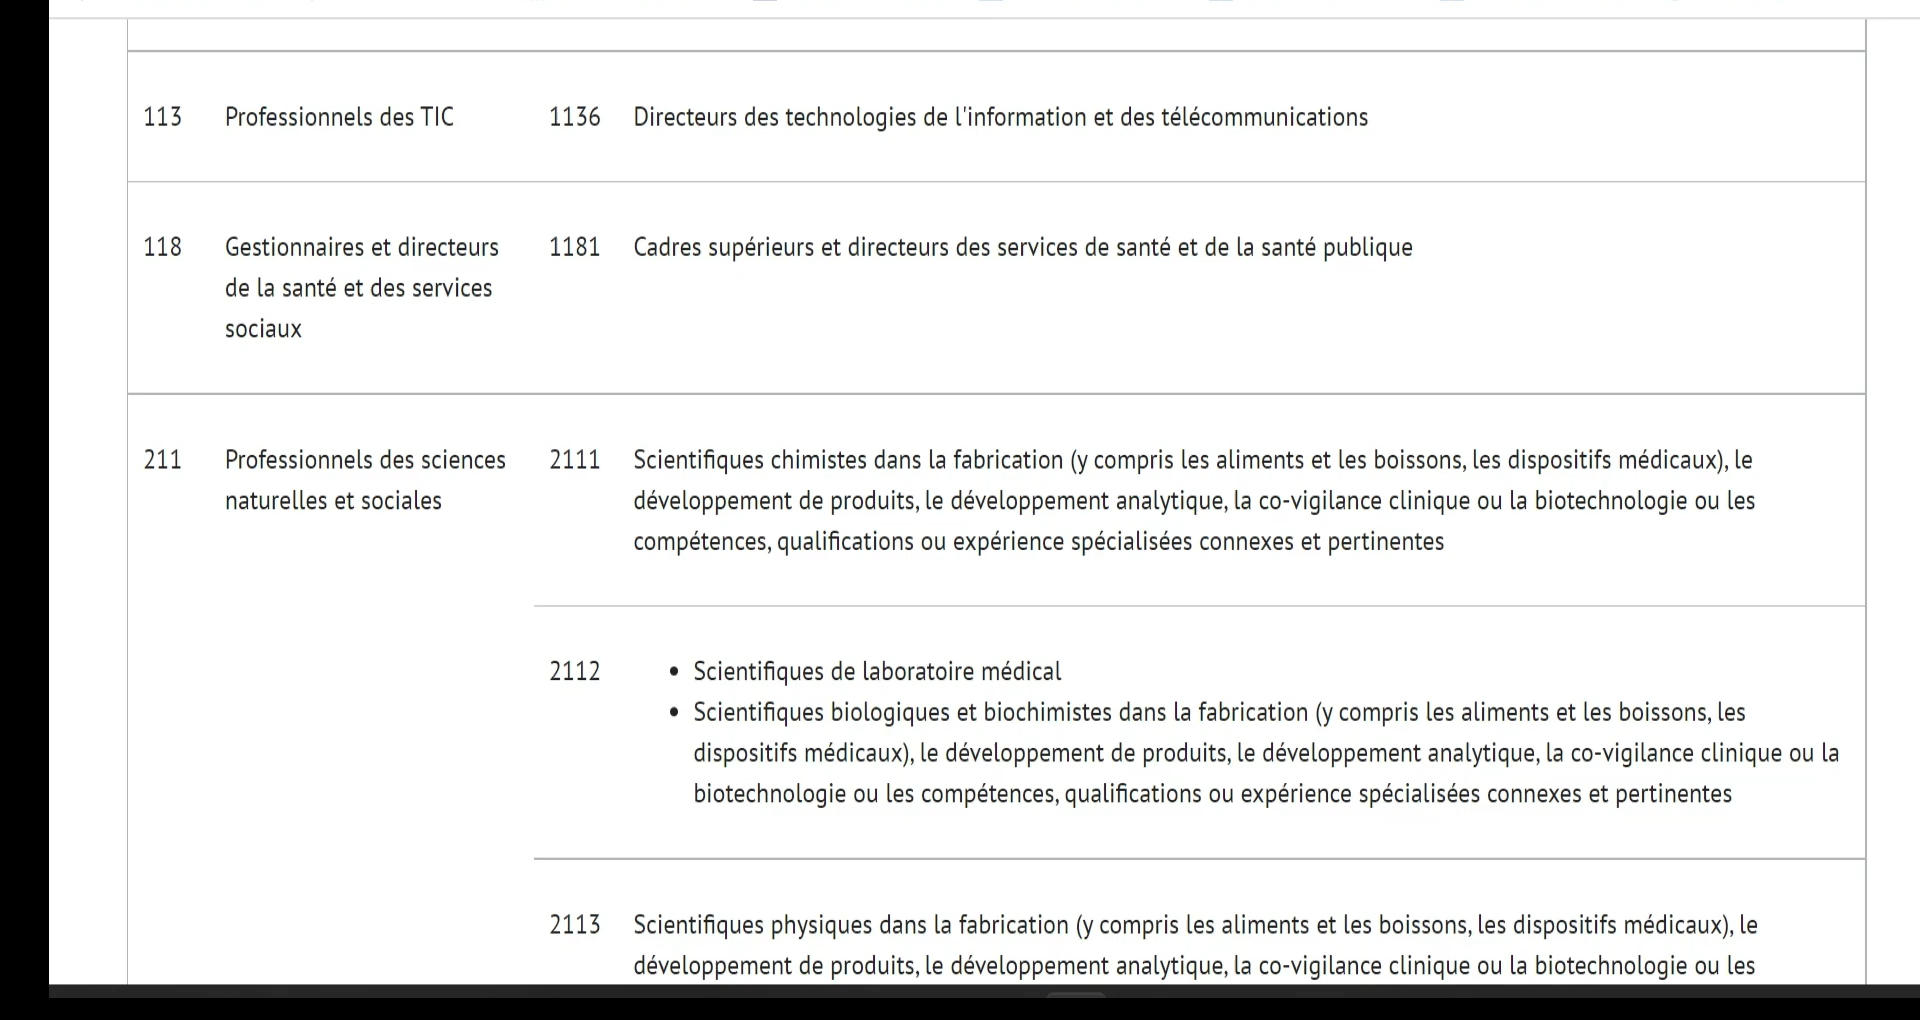 113 Professionnels des TIC 1136 Directeurs des technologies de l'information et des télécommunications
118 Gestionnaires et directeurs 1181 Cadres supérieurs et directeurs des services de santé et de la santé publique
de la santé et des services
sociaux
211 Professionnels des sciences 2111 Scientifiques chimistes dans la fabrication (y compris les aliments et les boissons, les dispositifs médicaux), le
naturelles et sociales développement de produits, le développement analytique, la co-vigilance clinique ou la biotechnologie ou les
compétences, qualifications ou expérience spécialisées connexes et pertinentes
2112 • Scientifiques de laboratoire médical
• Scientifiques biologiques et biochimistes dans la fabrication (y compris les aliments et les boissons, les
dispositifs médicaux), le développement de produits, le développement analytique, la co-vigilance clinique ou la
biotechnologie ou les compétences, qualifications ou expérience spécialisées connexes et pertinentes
2113 Scientifiques physiques dans la fabrication (y compris les aliments et les boissons, les dispositifs médicaux), le
développement de produits, le développement analytique, la co-vigilance clinique ou la biotechnologie ou les